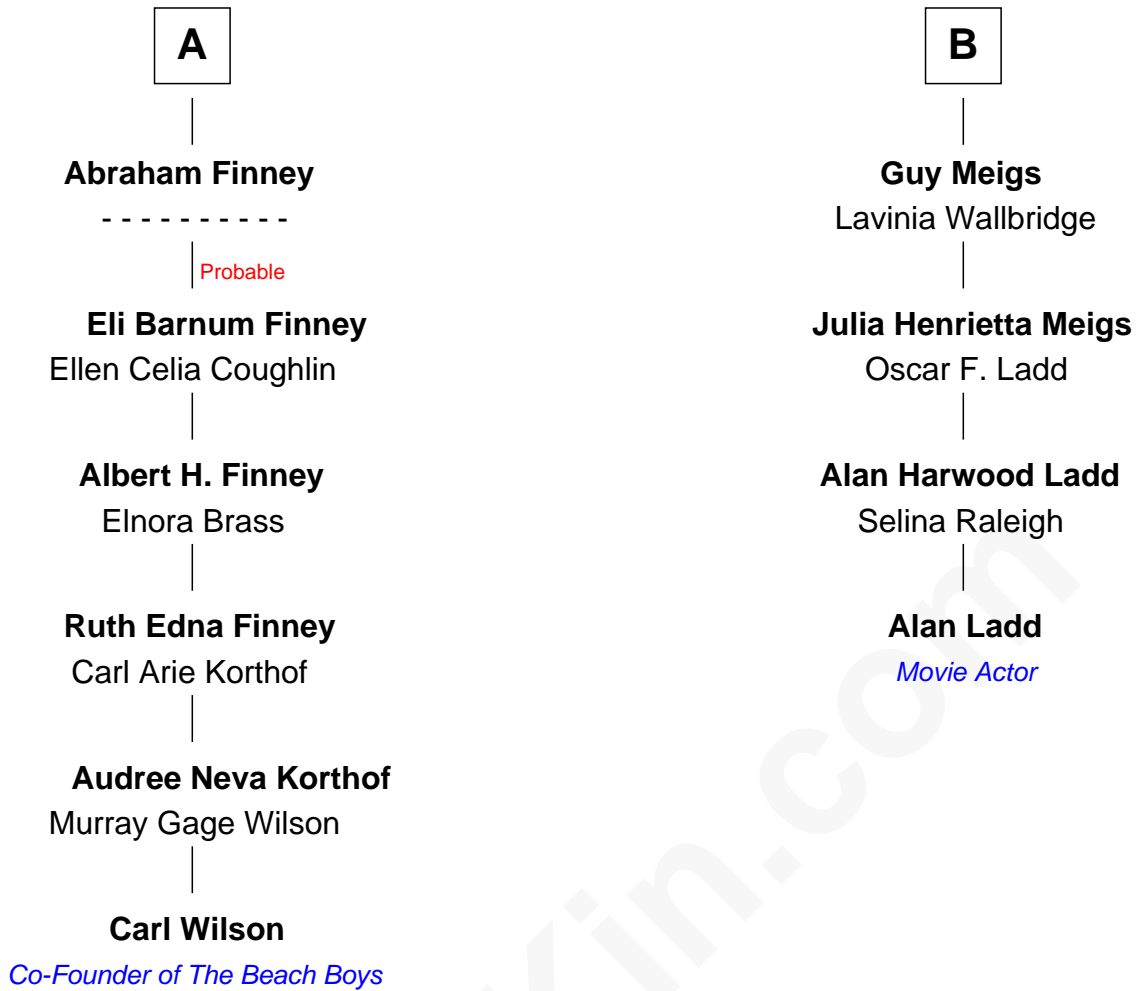 A
Abraham Finney
- - - - - - - - - -
Probable
Eli Barnum Finney
Ellen Celia Coughlin
Albert H. Finney
Elnora Brass
Ruth Edna Finney
Carl Arie Korthof
Audree Neva Korthof
Murray Gage Wilson
Carl Wilson
Co-Founder of The Beach Boys
B
Guy Meigs
Lavinia Wallbridge
Julia Henrietta Meigs
Oscar F. Ladd
Alan Harwood Ladd
Selina Raleigh
Alan Ladd
Movie Actor
Kin.com